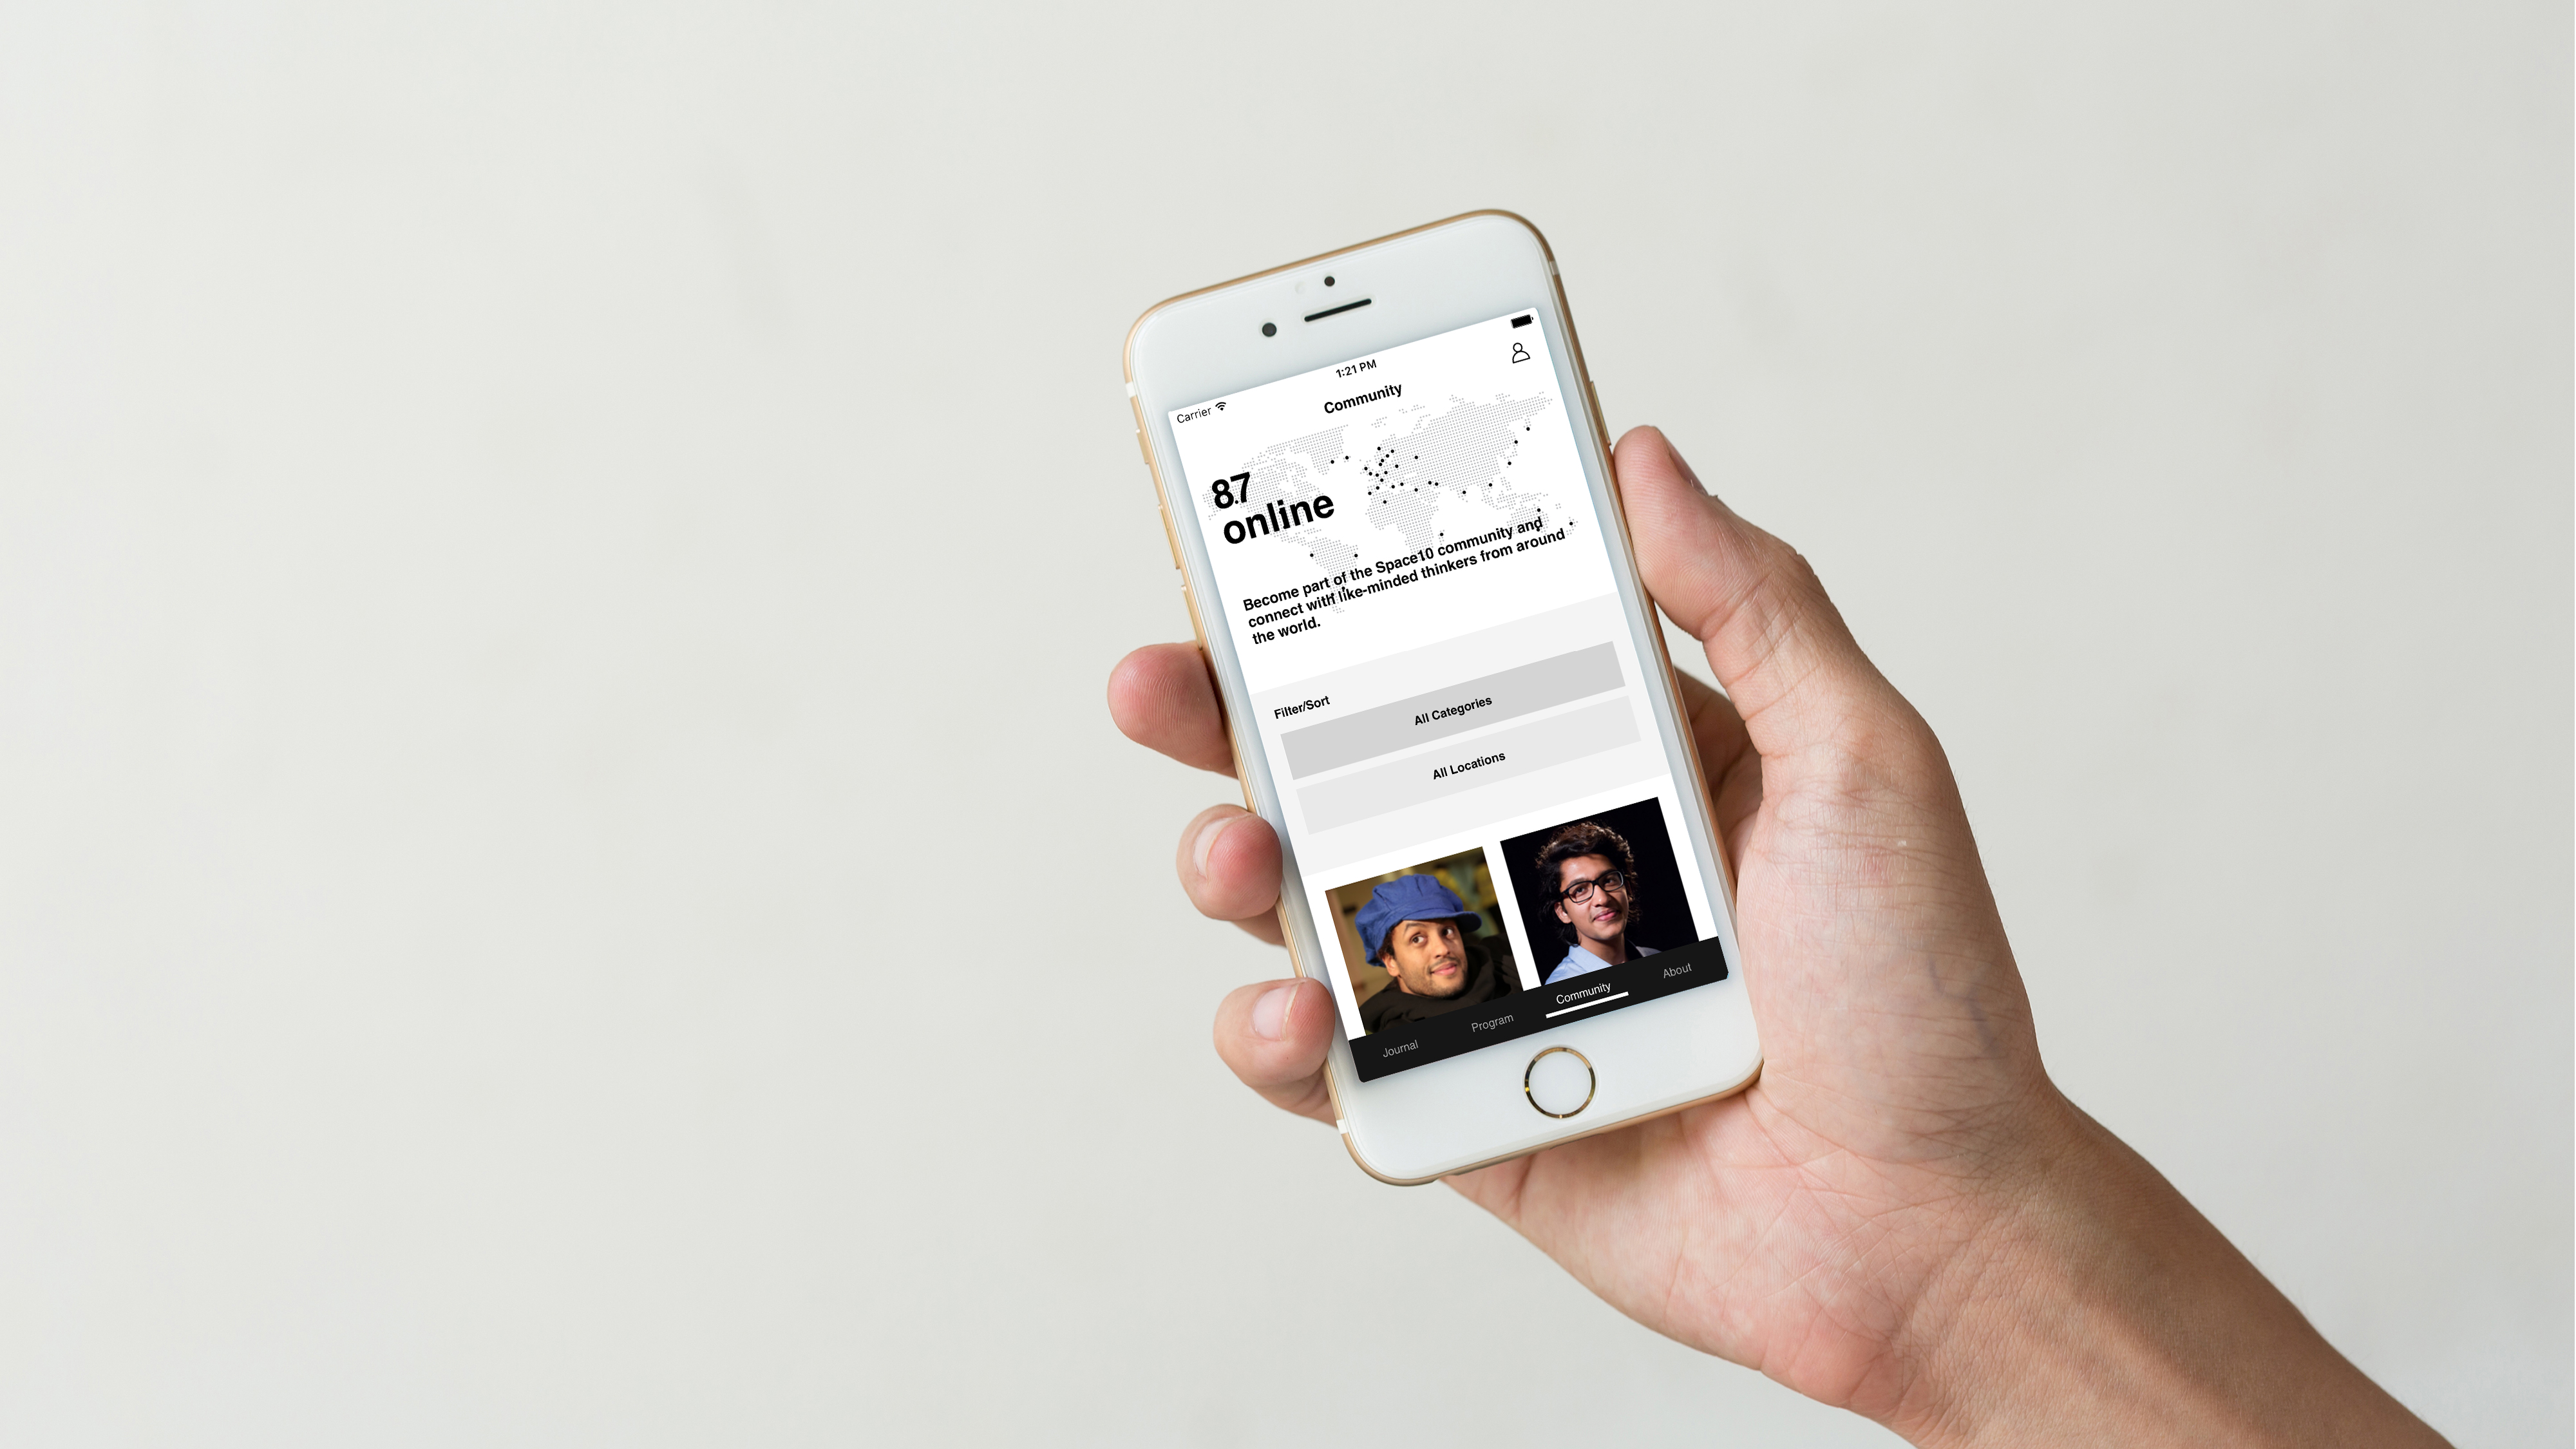 Carrier
1:21 PM
Community
87
online
Become part of the Space10 community and
connect with like-minded thinkers from around
the world.
Filter/Sort
All Categories
All Locations
Journal
Program
Community
About